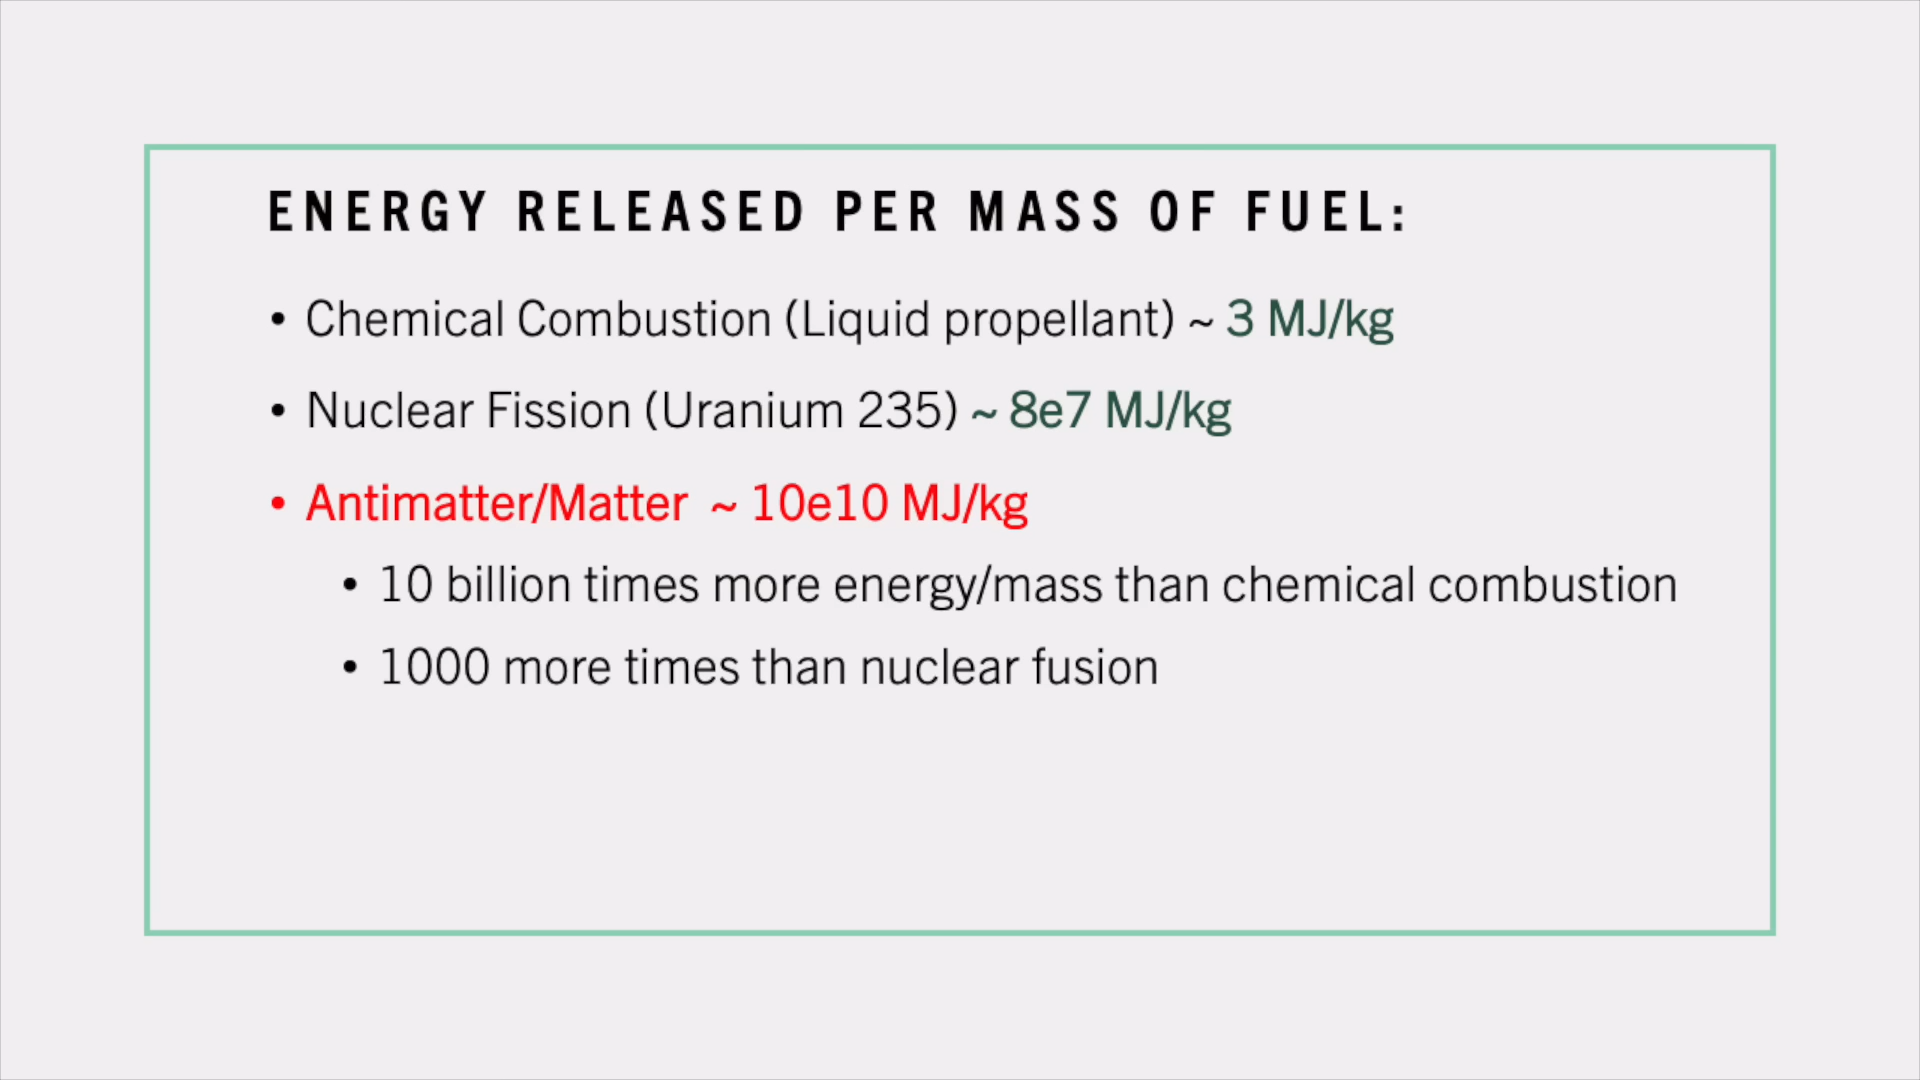 ENERGY RELEASED PER MASS OF FUEL:
• Chemical Combustion (Liquid propellant) ~ 3 MJ/kg
• Nuclear Fission (Uranium 235) ~ 8e7 MJ/kg
• Antimatter/Matter ~ 10e10 MJ/kg
• 10 billion times more energy/mass than chemical combustion
• 1000 more times than nuclear fusion